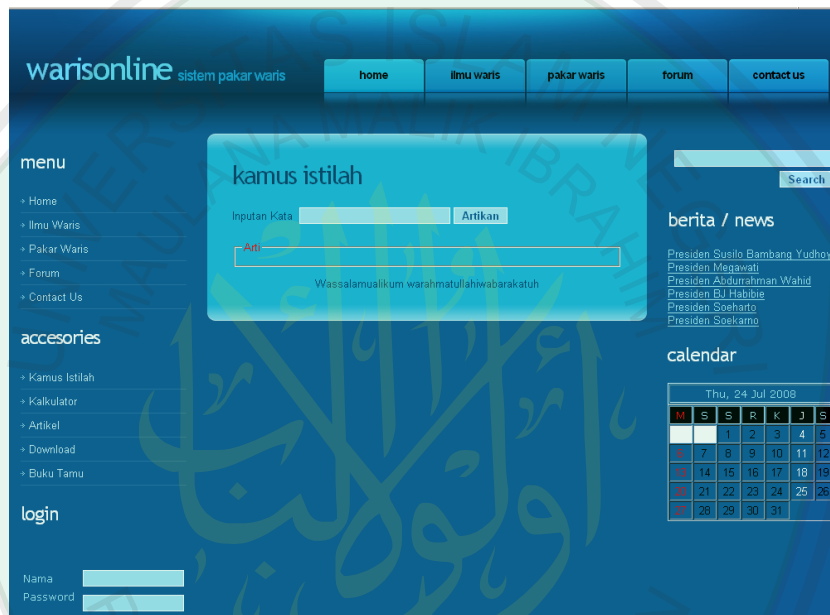 warisonline sistem pakar waris
home
ilmu waris
pakar waris
forum
contact us
menu
Home
Ilmu Waris
Pakar Waris
Forum
Contact Us
accesories
Kamus Istilah
Kalkulator
Artikel
Download
Buku Tamu
login
Nama
Password
kamus istilah
Inputan Kata Artikan
Arti
Wassalamualikum warahmatullahiwabarakatuh
Search
berita / news
Presiden Susilo Bambang Yudhoy
Presiden Megawati
Presiden Abdurrahman Wahid
Presiden BJ Habibie
Presiden Soeharto
Presiden Soekarno
calendar
Thu, 24 Jul 2008
M S S R K J S
1 2 3 4 5
6 7 8 9 10 11 12
13 14 15 16 17 18 19
20 21 22 23 24 25 26
27 28 29 30 31